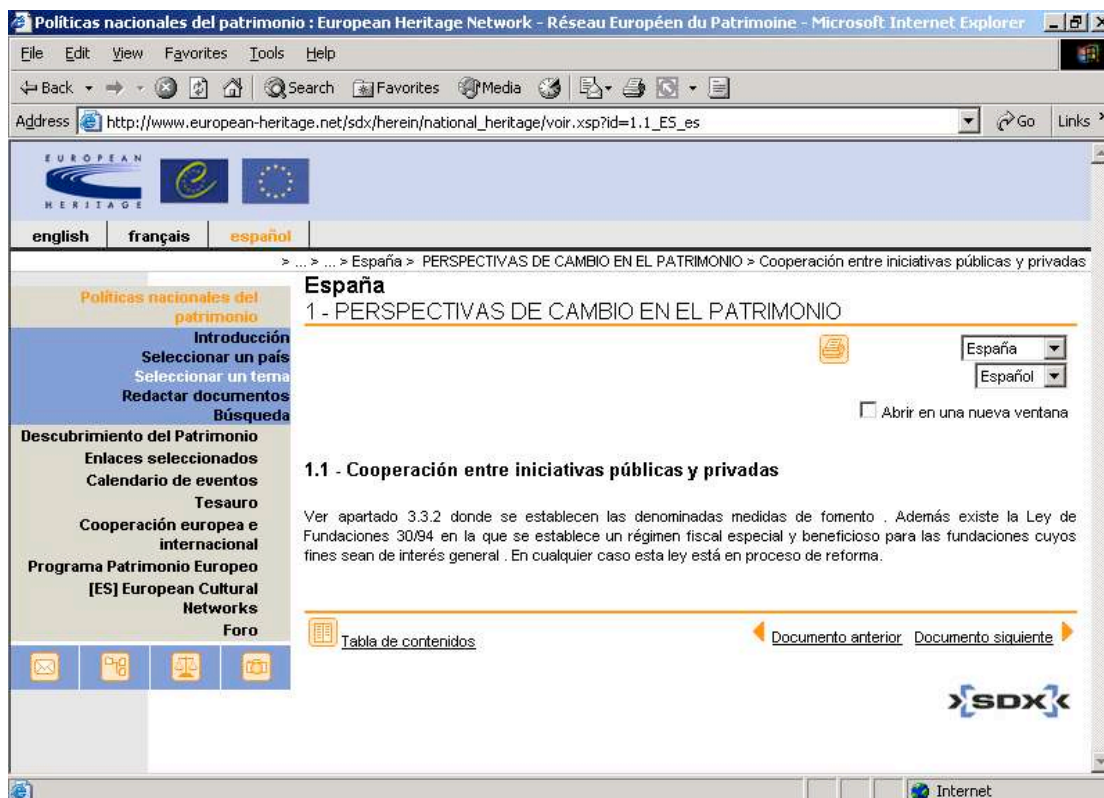 Políticas nacionales del patrimonio : European Heritage Network - Réseau Européen du Patrimoine - Microsoft Internet Explorer
File Edit View Favorites Tools Help
Back Search Favorites Media
Address http://www.european-heritage.net/sdx/herein/national_heritage/voir.xsp?id=1.1_ES_es Go Links
EUROPEAN
HERITAGE
english français español
> ... > ... > España > PERSPECTIVAS DE CAMBIO EN EL PATRIMONIO > Cooperación entre iniciativas públicas y privadas
Políticas nacionales del
patrimonio
Introducción
Seleccionar un país
Seleccionar un tema
Redactar documentos
Búsqueda
Descubrimiento del Patrimonio
Enlaces seleccionados
Calendario de eventos
Tesauro
Cooperación europea e
internacional
Programa Patrimonio Europeo
[ES] European Cultural
Networks
Foro
España
1 - PERSPECTIVAS DE CAMBIO EN EL PATRIMONIO
España
Español
Abrir en una nueva ventana
1.1 - Cooperación entre iniciativas públicas y privadas
Ver apartado 3.3.2 donde se establecen las denominadas medidas de fomento . Además existe la Ley de
Fundaciones 30/94 en la que se establece un régimen fiscal especial y beneficioso para las fundaciones cuyos
fines sean de interés general . En cualquier caso esta ley está en proceso de reforma.
Tabla de contenidos
Documento anterior Documento siguiente
SDX
Internet